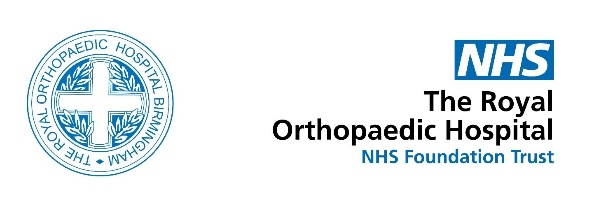 THE ROYAL ORTHOPAEDIC HOSPITAL BIRMINGHAM
NHS
The Royal
Orthopaedic Hospital
NHS Foundation Trust